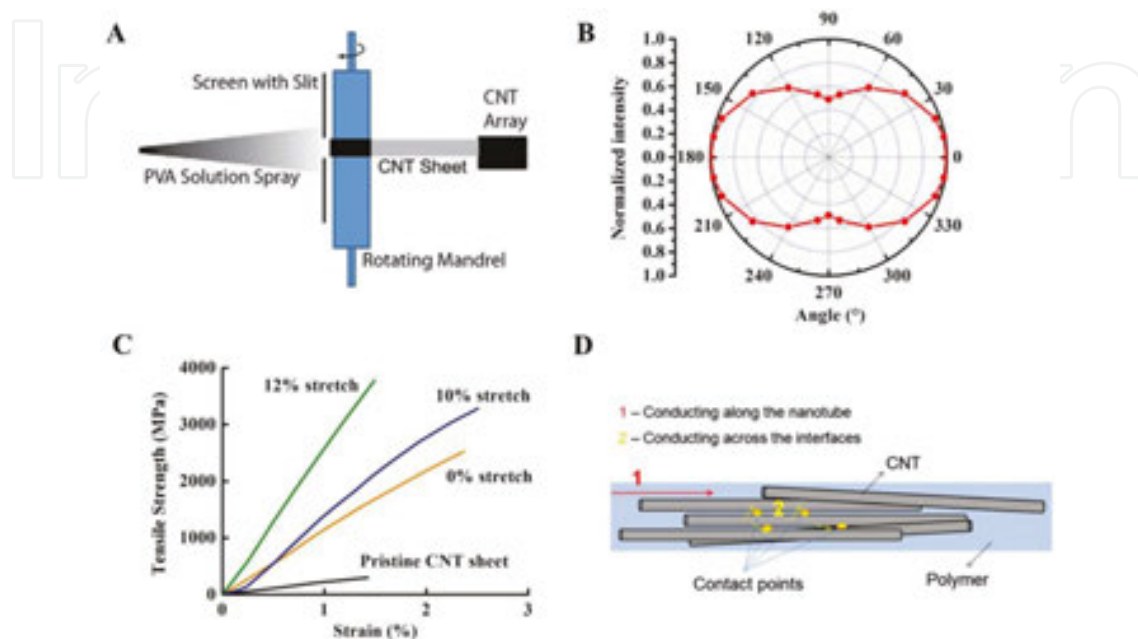 A
Screen with Slit
CNT
Array
CNT Sheet
PVA Solution Spray
Rotating Mandrel
B
Normalized intensity
1.0
0.8
0.6
0.4
0.2
0.0
0.2
0.4
0.6
0.8
1.0
90
120
60
150
30
180
0
210
330
240
300
270
Angle (°)
C
Tensile Strength (MPa)
4000
3000
2000
1000
0
12% stretch
10% stretch
0% stretch
Pristine CNT sheet
0
1
2
3
Strain (%)
D
1 – Conducting along the nanotube
2 – Conducting across the interfaces
CNT
1
2
Contact points
Polymer